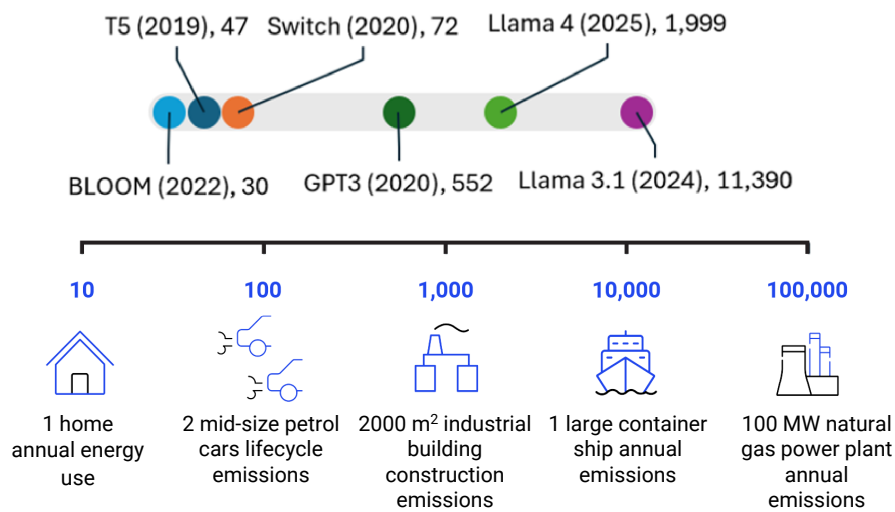 T5 (2019), 47
Switch (2020), 72
Llama 4 (2025), 1,999
BLOOM (2022), 30
GPT3 (2020), 552
Llama 3.1 (2024), 11,390
10
100
1,000
10,000
100,000
1 home
annual energy
use
2 mid-size petrol
cars lifecycle
emissions
2000 m² industrial
building
construction
emissions
1 large container
ship annual
emissions
100 MW natural
gas power plant
annual
emissions